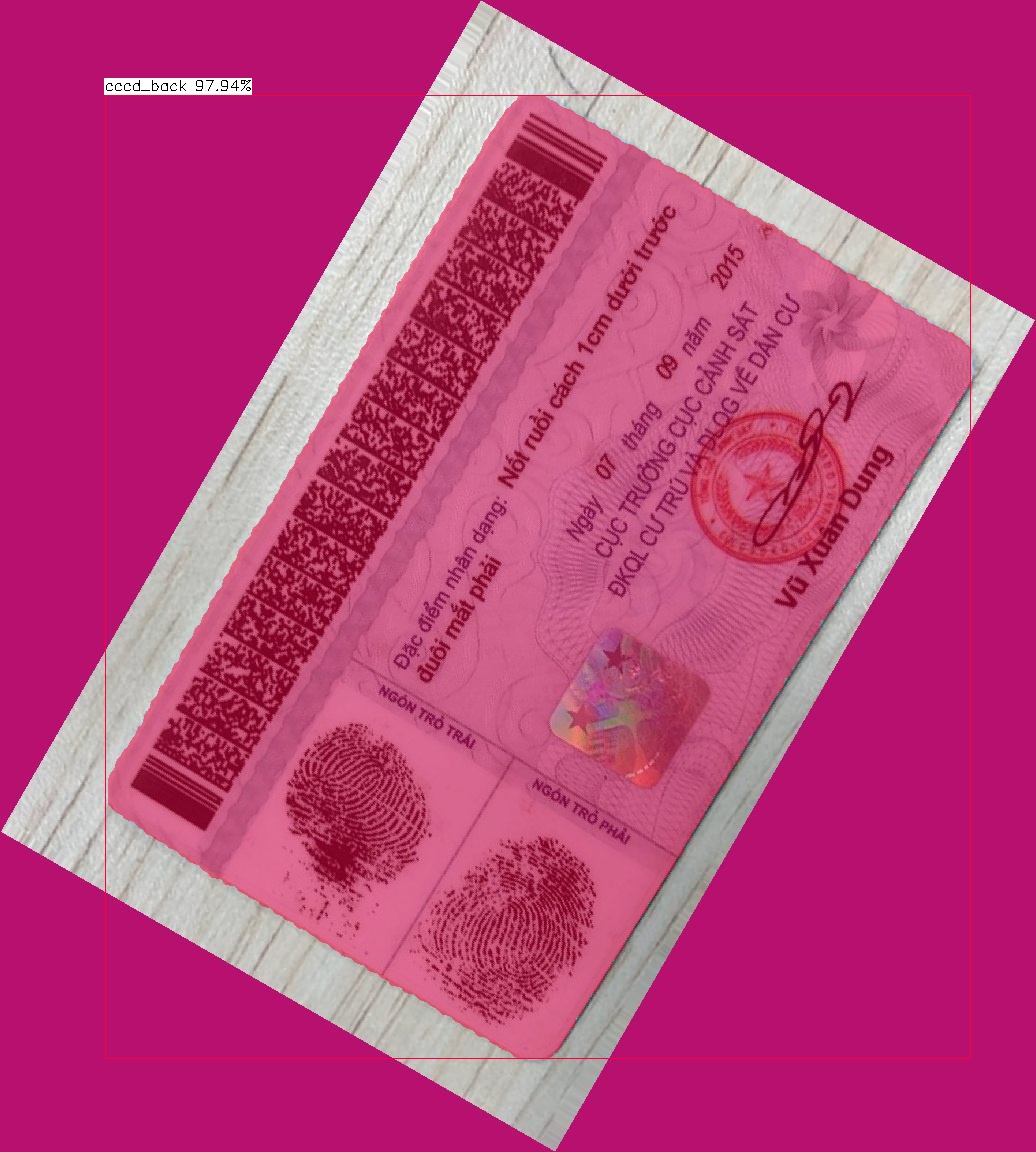 cccd_back 97.94%
Đặc điểm nhân dạng: Nốt ruồi cách 1cm dưới trước
đuôi mắt phải
Ngày 07 tháng 09 năm 2015
CỤC TRƯỞNG CỤC CẢNH SÁT
ĐKQL CƯ TRÚ VÀ DLQG VỀ DÂN CƯ
Vũ Xuân Dung
NGÓN TRỎ TRÁI
NGÓN TRỎ PHẢI